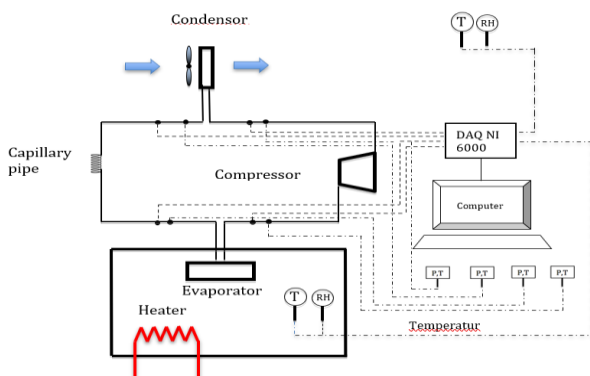 Condensor
T RH
DAQ NI
6000
Capillary
pipe
Compressor
Computer
P,T P,T P,T P,T
Evaporator
T RH
Heater
Temperatur